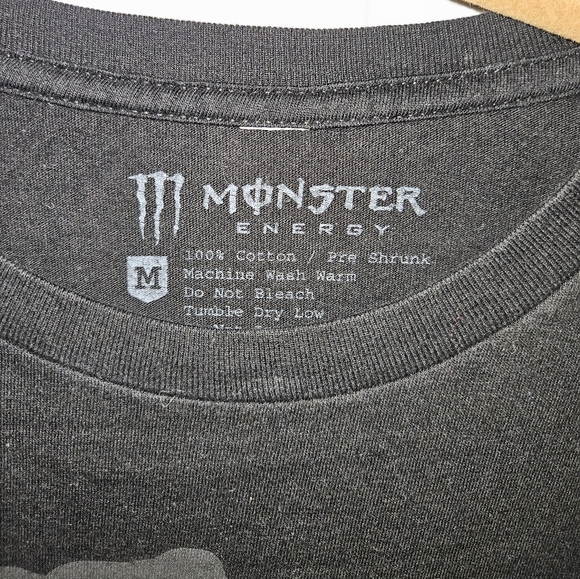 MONSTER
ENERGY
100% Cotton / Pre Shrunk
M
Machine Wash Warm
Do Not Bleach
Tumble Dry Low